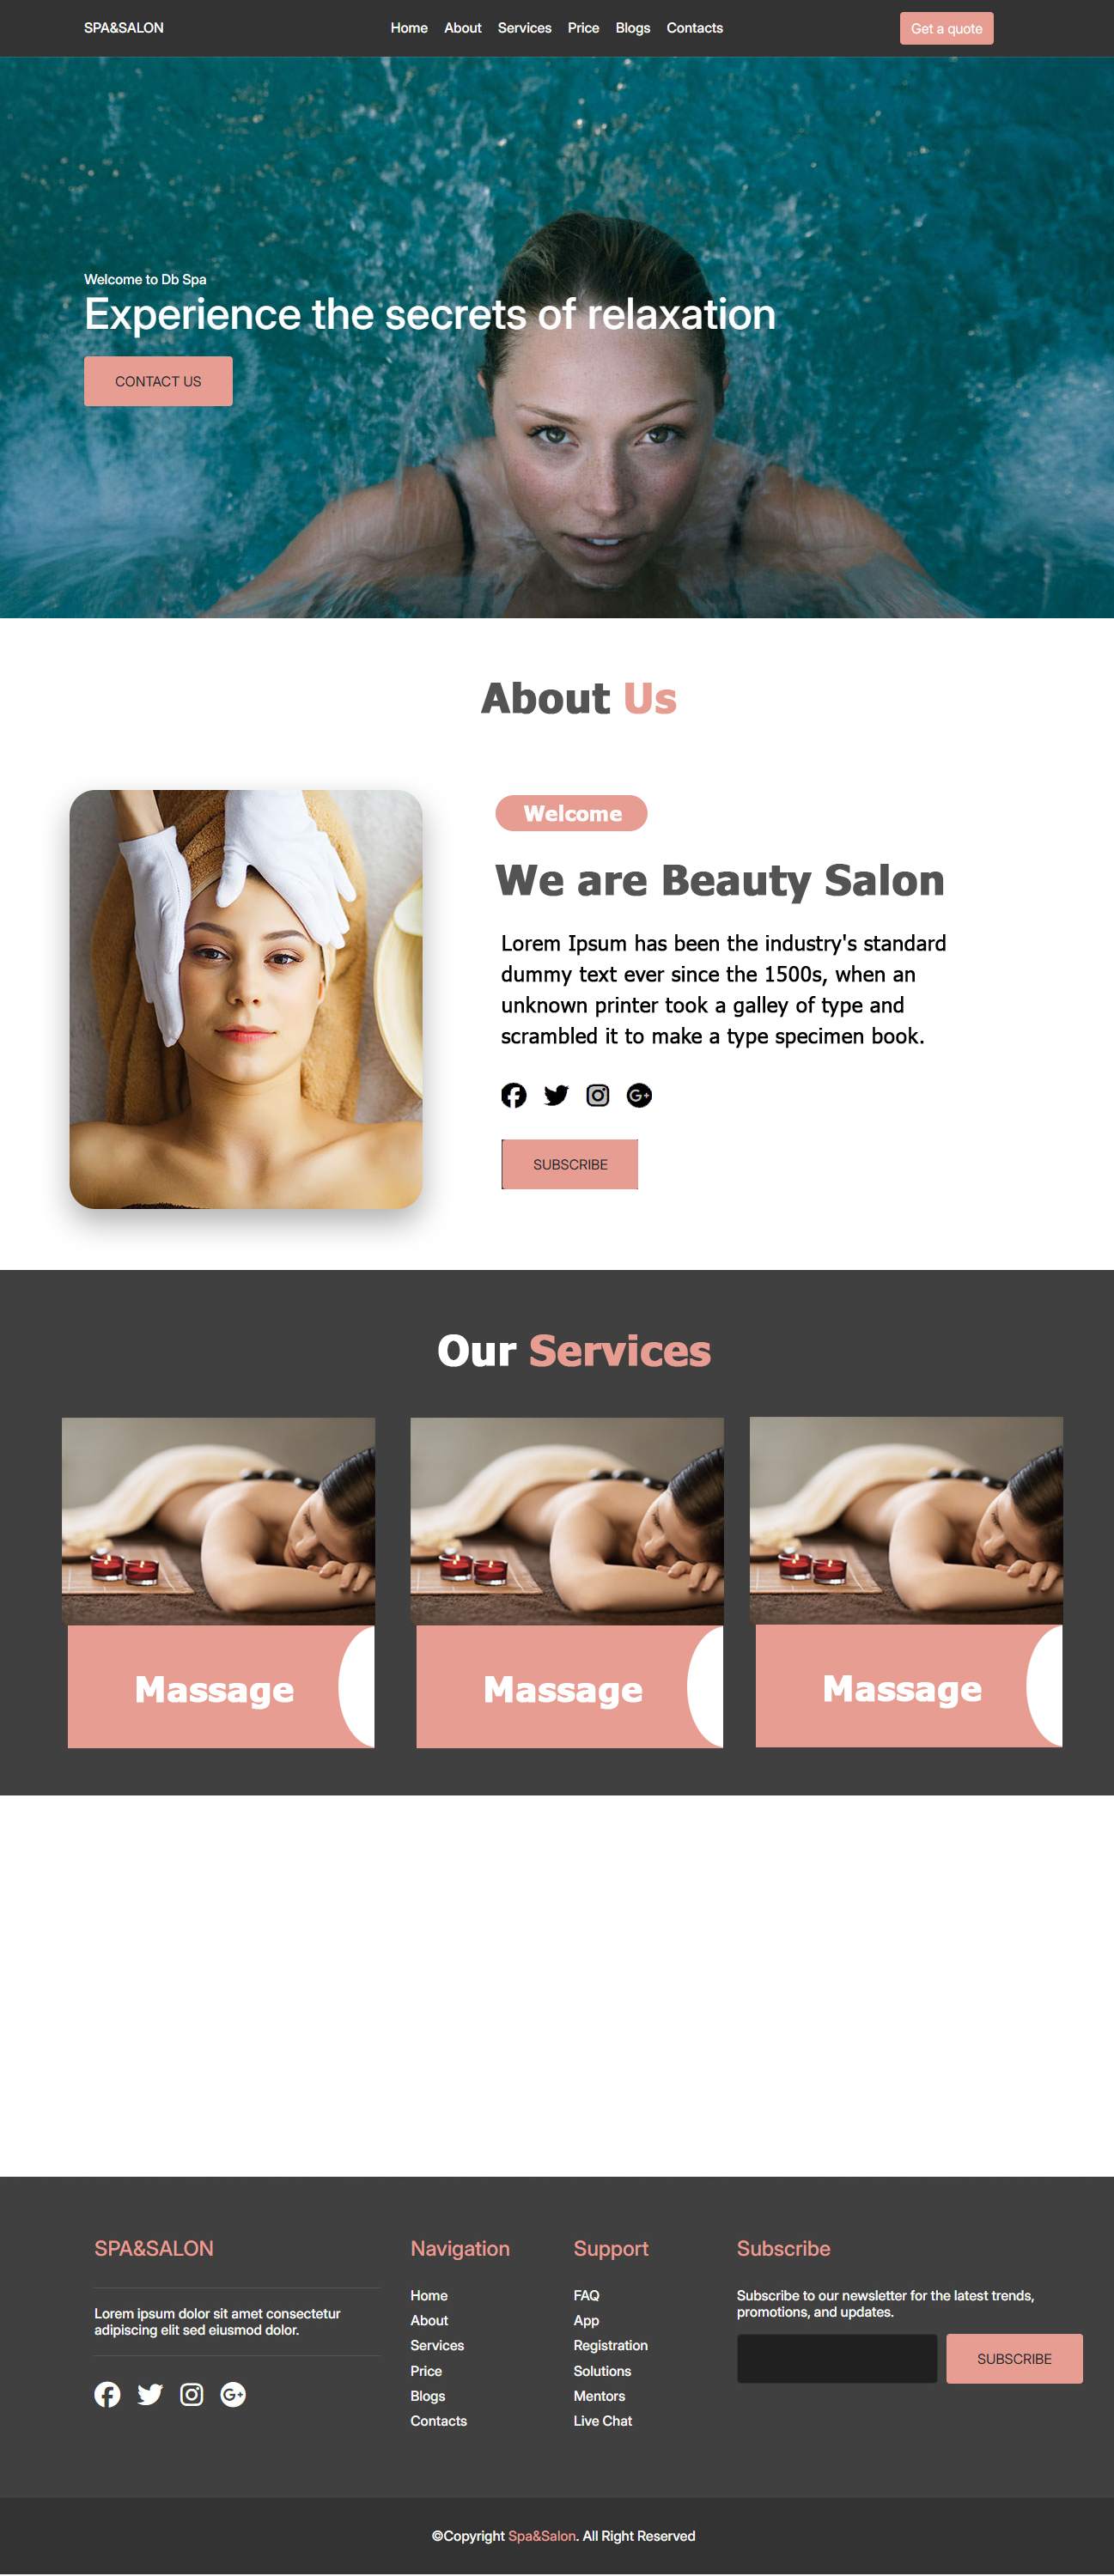 SPA&SALON
Home About Services Price Blogs Contacts
Get a quote
Welcome to Db Spa
Experience the secrets of relaxation
CONTACT US
About Us
Welcome
We are Beauty Salon
Lorem Ipsum has been the industry's standard
dummy text ever since the 1500s, when an
unknown printer took a galley of type and
scrambled it to make a type specimen book.
SUBSCRIBE
Our Services
Massage
Massage
Massage
SPA&SALON
Lorem ipsum dolor sit amet consectetur
adipiscing elit sed eiusmod dolor.
Navigation
Home
About
Services
Price
Blogs
Contacts
Support
FAQ
App
Registration
Solutions
Mentors
Live Chat
Subscribe
Subscribe to our newsletter for the latest trends,
promotions, and updates.
SUBSCRIBE
©Copyright Spa&Salon. All Right Reserved